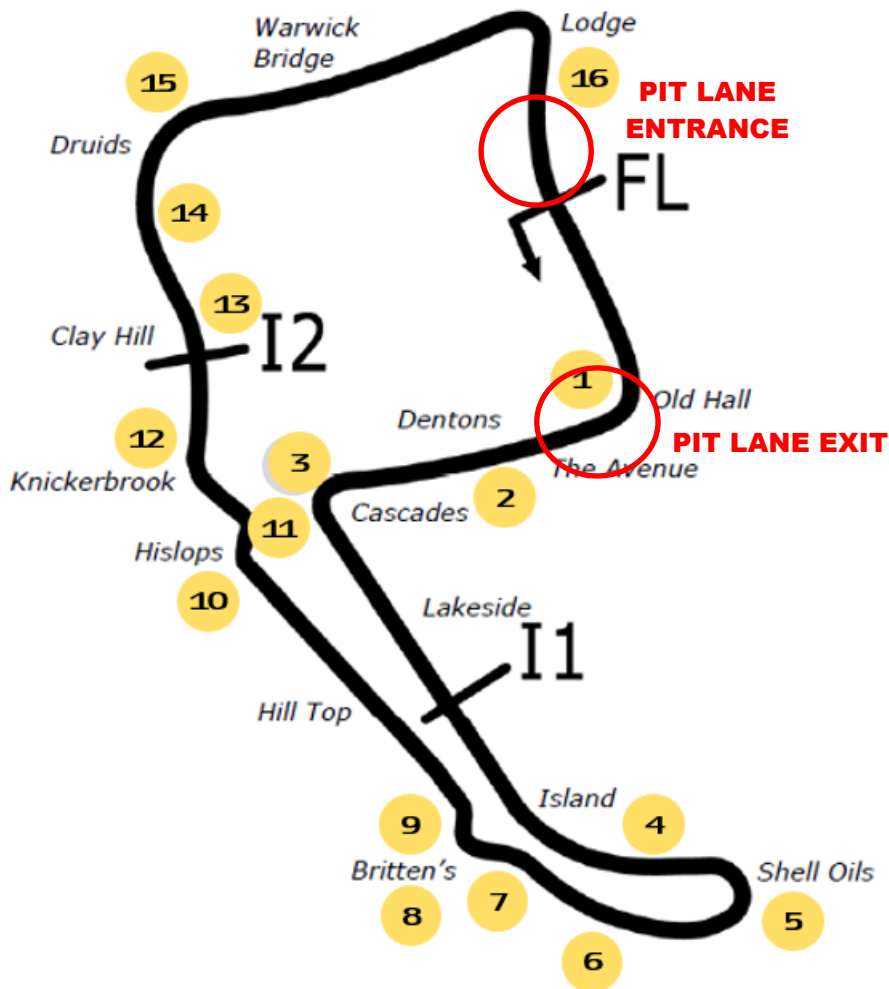 Lodge
Warwick
Bridge
15
16
PIT LANE
ENTRANCE
Druids
FL
14
13
Clay Hill
I2
1
Old Hall
Dentons
12
PIT LANE EXIT
3
The Avenue
Knickerbrook
2
Cascades
11
Hislops
10
Lakeside
I1
Hill Top
Island
4
9
Britten's
Shell Oils
7
8
5
6